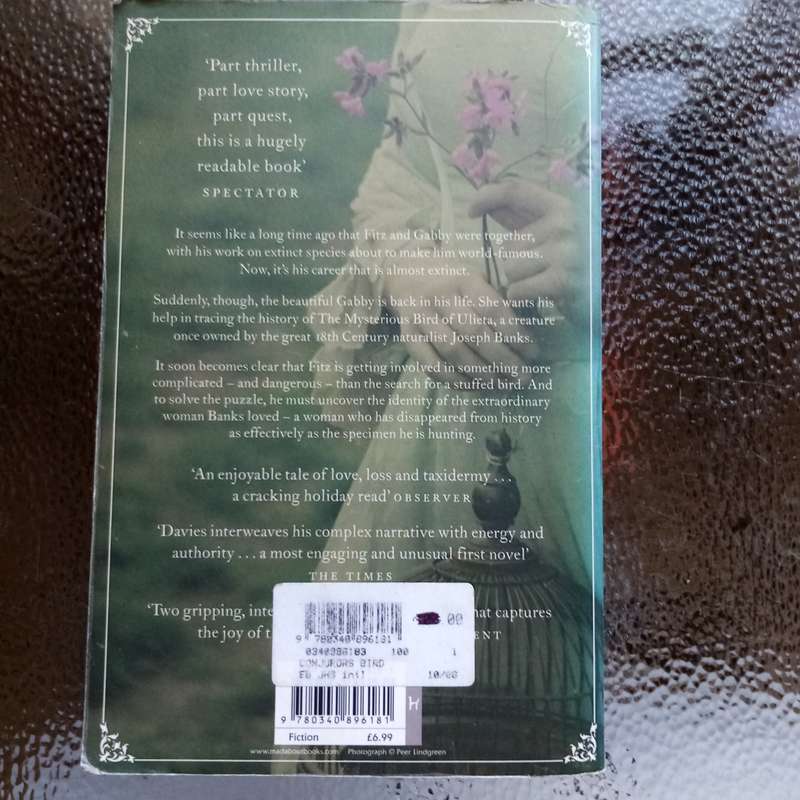 ‘Part thriller,
part love story,
part quest,
this is a hugely
readable book’
SPECTATOR
It seems like a long time ago that Fitz and Gabby were together,
with his work on extinct species about to make him world-famous.
Now, it’s his career that is almost extinct.
Suddenly, though, the beautiful Gabby is back in his life. She wants his
help in tracing the history of The Mysterious Bird of Ulieta, a creature
once owned by the great 18th Century naturalist Joseph Banks.
It soon becomes clear that Fitz is getting involved in something more
complicated – and dangerous – than the search for a stuffed bird. And
to solve the puzzle, he must uncover the identity of the extraordinary
woman Banks loved – a woman who has disappeared from history
as effectively as the specimen he is hunting.
‘An enjoyable tale of love, loss and taxidermy . . .
a cracking holiday read’ OBSERVER
‘Davies interweaves his complex narrative with energy and
authority . . . a most engaging and unusual first novel’
THE TIMES
‘Two gripping, captures
the joy of
9 780340 896181 00
100 1
CONJURORS BIRD
10/06
9 780340 896181
Fiction £6.99
www.madaboutbooks.com Photograph © Peer Lindgreen